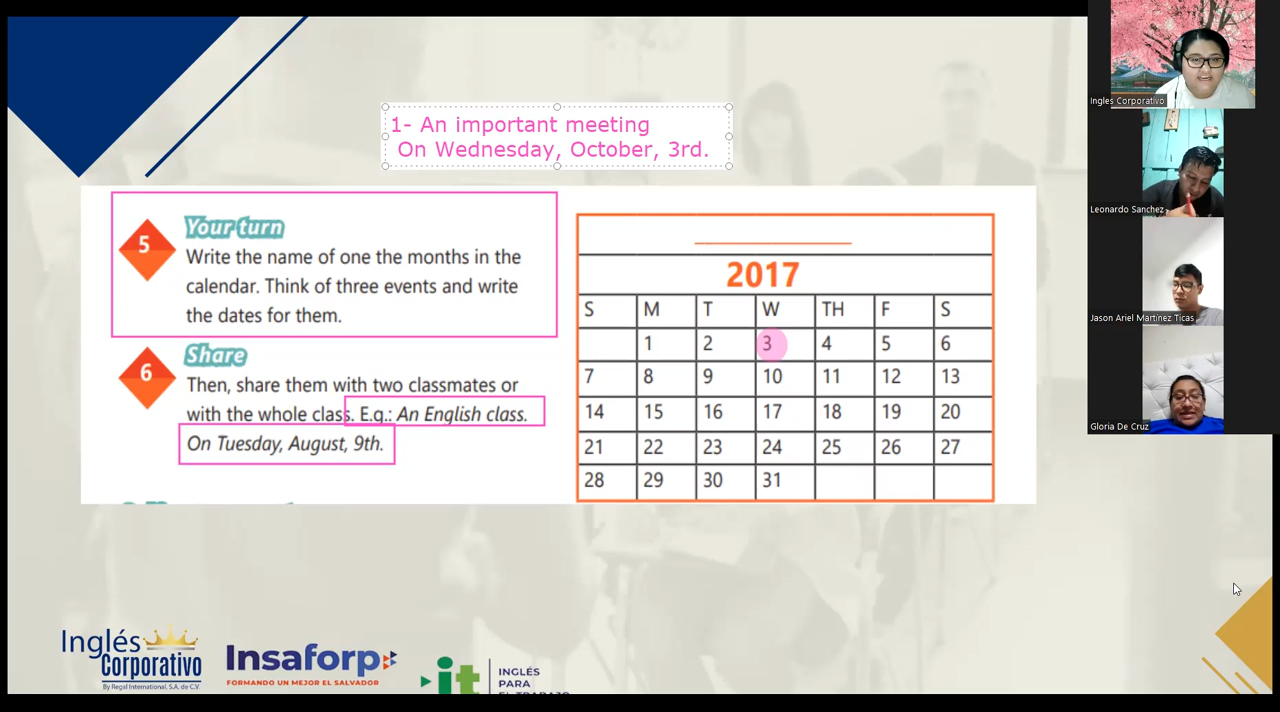 1- An important meeting
On Wednesday, October, 3rd.
5
Your turn
Write the name of one the months in the
calendar. Think of three events and write
the dates for them.
6
Share
Then, share them with two classmates or
with the whole class. E.g.: An English class.
On Tuesday, August, 9th.
2017
S M T W TH F S
1 2 3 4 5 6
7 8 9 10 11 12 13
14 15 16 17 18 19 20
21 22 23 24 25 26 27
28 29 30 31
Ingles Corporativo
Leonardo Sanchez
Jason Ariel Martinez Ticas
Gloria De Cruz
Inglés
Corporativo
By Regal International, S.A. de C.V.
Insaforp
FORMANDO UN MEJOR EL SALVADOR
it
INGLÉS
PARA
EL TRABAJO